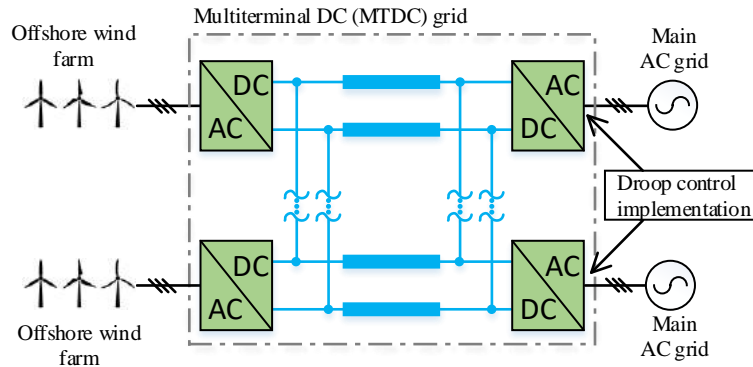 Multiterminal DC (MTDC) grid
Offshore wind
farm
Main
AC grid
DC
AC
AC
DC
Droop control
implementation
DC
AC
AC
DC
Offshore wind
farm
Main
AC grid